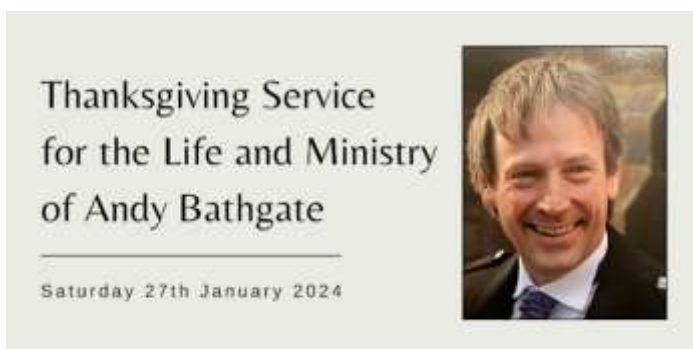 Thanksgiving Service
for the Life and Ministry
of Andy Bathgate
Saturday 27th January 2024